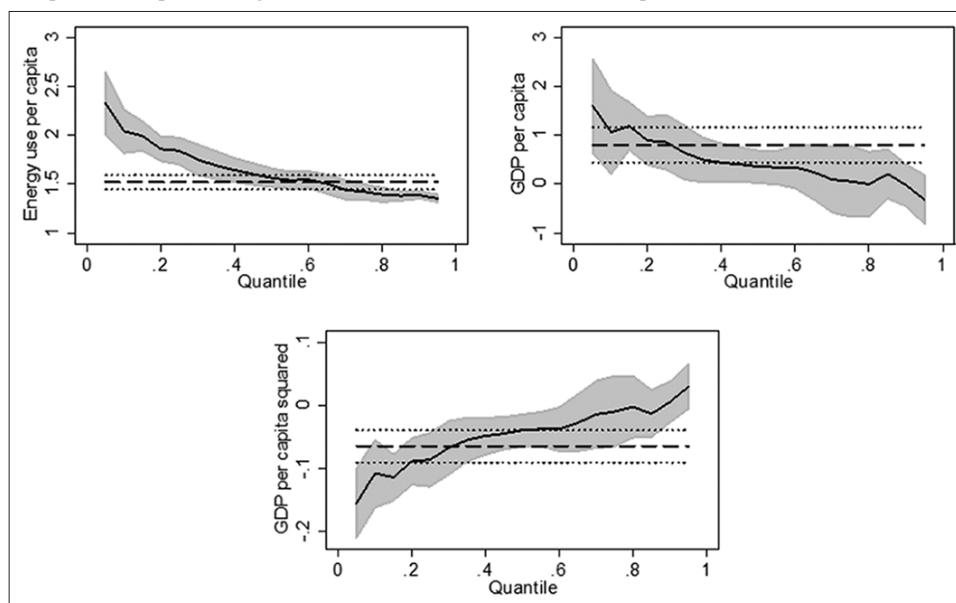 Energy use per capita
3
2.5
2
1.5
1
0 .2 .4 .6 .8 1
Quantile
GDP per capita
3
2
1
0
-1
0 .2 .4 .6 .8 1
Quantile
GDP per capita squared
.1
0
-.1
-.2
0 .2 .4 .6 .8 1
Quantile